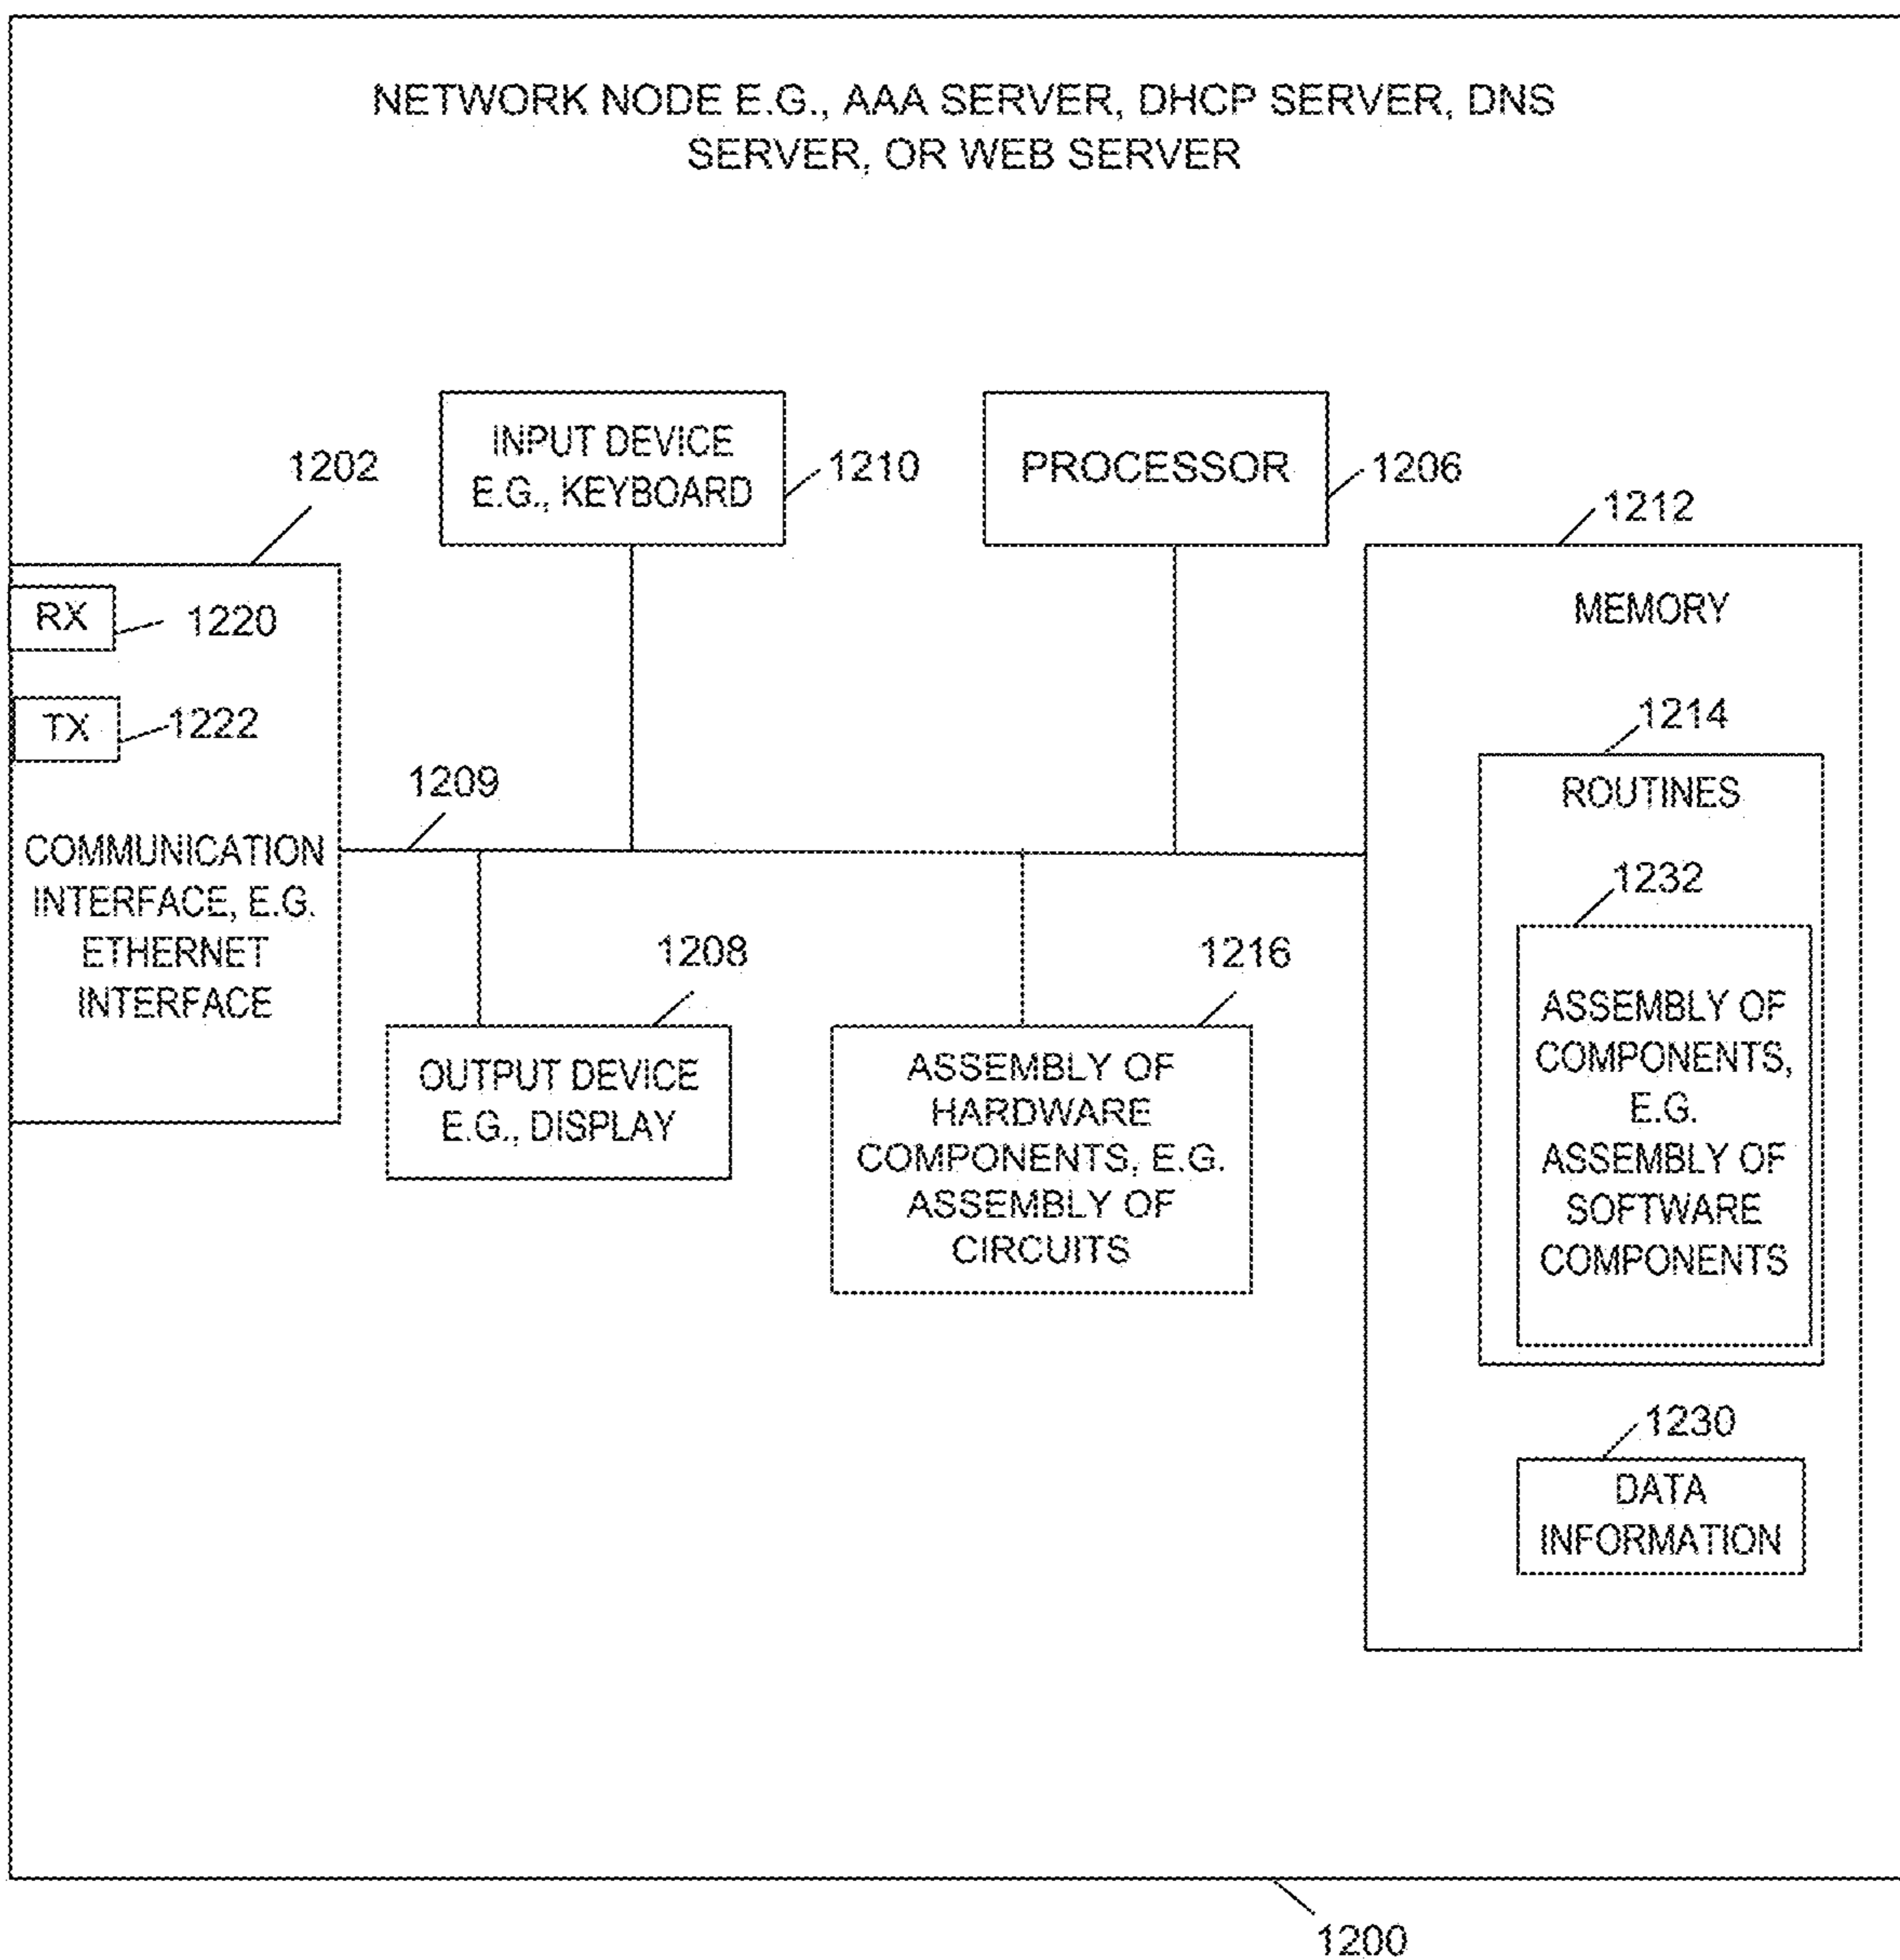 NETWORK NODE E.G., AAA SERVER, DHCP SERVER, DNS
SERVER, OR WEB SERVER
1202
RX
1220
TX
1222
COMMUNICATION
INTERFACE, E.G.
ETHERNET
INTERFACE
INPUT DEVICE
E.G., KEYBOARD
1210
PROCESSOR
1206
1209
1208
OUTPUT DEVICE
E.G., DISPLAY
1216
ASSEMBLY OF
HARDWARE
COMPONENTS, E.G.
ASSEMBLY OF
CIRCUITS
1212
MEMORY
1214
ROUTINES
1232
ASSEMBLY OF
COMPONENTS,
E.G.
ASSEMBLY OF
SOFTWARE
COMPONENTS
1230
DATA
INFORMATION
1200